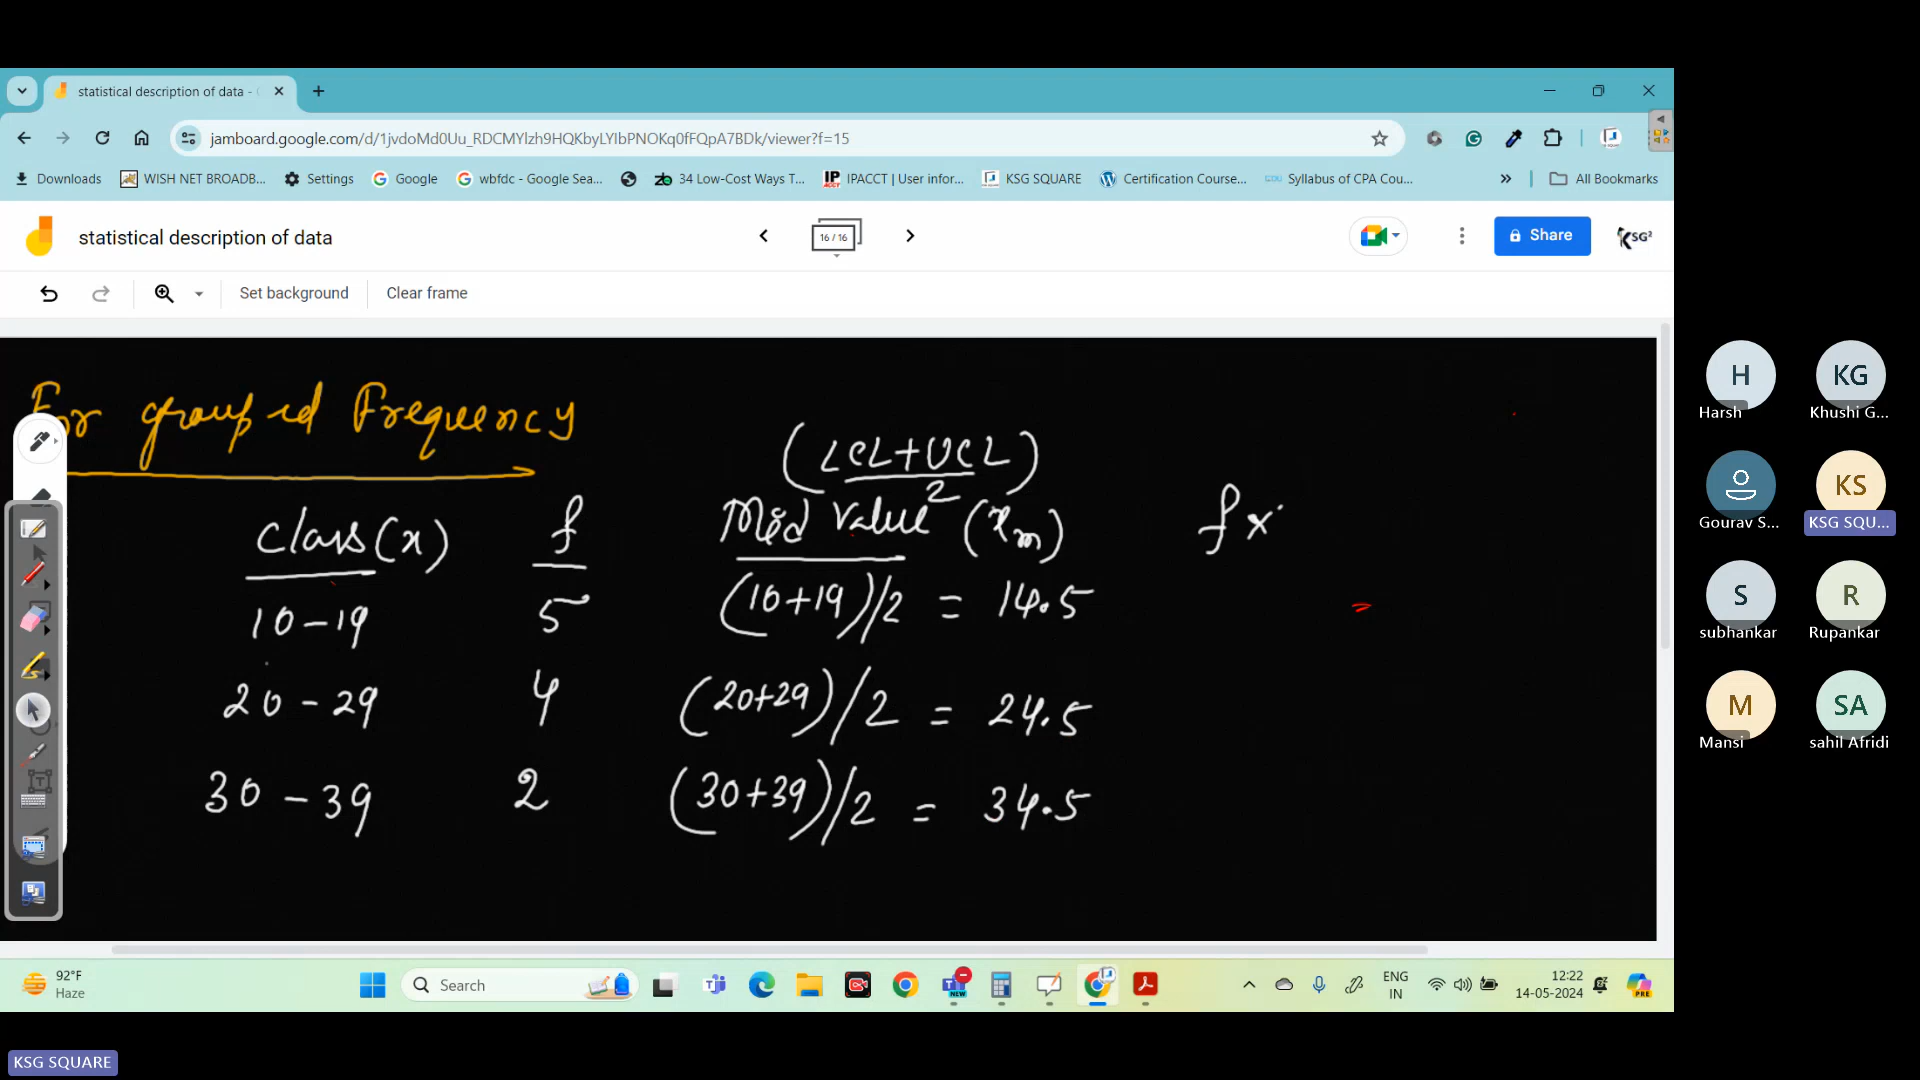 statistical description of data -
jamboard.google.com/d/1jvdoMd0Uu_RDCMYlzh9HQKbyLYlbPNOKq0fFQpA7BDk/viewer?f=15
Downloads WISH NET BROADB... Settings Google wbfdc - Google Sea... 34 Low-Cost Ways T... IPACCT | User infor... KSG SQUARE Certification Course... Syllabus of CPA Cou... » All Bookmarks
statistical description of data 16 / 16 Share KSG²
Set background Clear frame
For grouped Frequency
(LCL+UCL)
2
class(x) f Mid value (xm) fx
10-19 5 (10+19)/2 = 14.5
20-29 4 (20+29)/2 = 24.5
30-39 2 (30+39)/2 = 34.5
H KG
Harsh Khushi G...
KS
Gourav S... KSG SQU...
S R
subhankar Rupankar
M SA
Mansi sahil Afridi
92°F
Haze
Search
ENG
IN
12:22
14-05-2024
KSG SQUARE